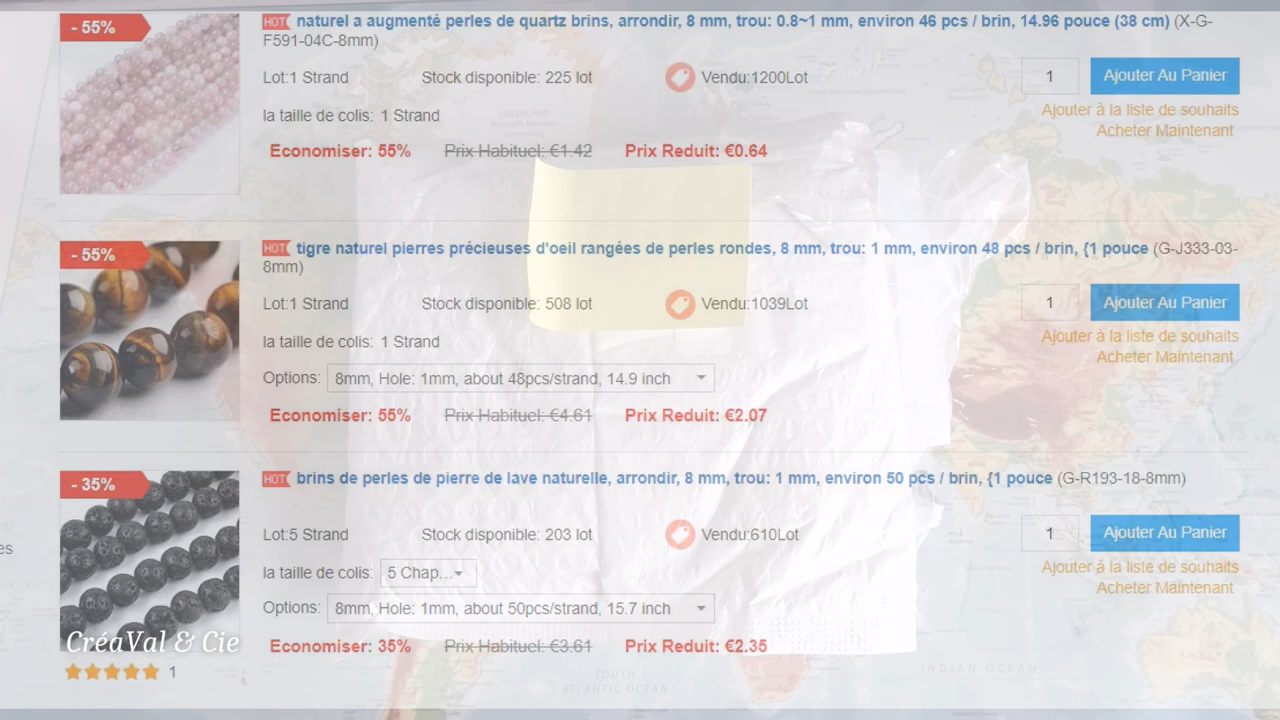 - 55%
HOT naturel a augmenté perles de quartz brins, arrondir, 8 mm, trou: 0.8~1 mm, environ 46 pcs / brin, 14.96 pouce (38 cm) (X-G-
F591-04C-8mm)
Lot:1 Strand Stock disponible: 225 lot Vendu:1200Lot 1 Ajouter Au Panier
Ajouter à la liste de souhaits
la taille de colis: 1 Strand
Acheter Maintenant
Economiser: 55% Prix Habituel: €1.42 Prix Reduit: €0.64
GREENLAND
- 55%
HOT tigre naturel pierres précieuses d'oeil rangées de perles rondes, 8 mm, trou: 1 mm, environ 48 pcs / brin, {1 pouce (G-J333-03-
8mm)
Lot:1 Strand Stock disponible: 508 lot Vendu:1039Lot 1 Ajouter Au Panier
Ajouter à la liste de souhaits
la taille de colis: 1 Strand
Acheter Maintenant
Options: 8mm, Hole: 1mm, about 48pcs/strand, 14.9 inch
Economiser: 55% Prix Habituel: €4.61 Prix Reduit: €2.07
- 35%
HOT brins de perles de pierre de lave naturelle, arrondir, 8 mm, trou: 1 mm, environ 50 pcs / brin, {1 pouce (G-R193-18-8mm)
Lot:5 Strand Stock disponible: 203 lot Vendu:610Lot 1 Ajouter Au Panier
es
Ajouter à la liste de souhaits
la taille de colis: 5 Chap...
Acheter Maintenant
Options: 8mm, Hole: 1mm, about 50pcs/strand, 15.7 inch
CréaVal & Cie
Economiser: 35% Prix Habituel: €3.61 Prix Reduit: €2.35
1
INDIAN OCEAN
SOUTH
ATLANTIC OCEAN